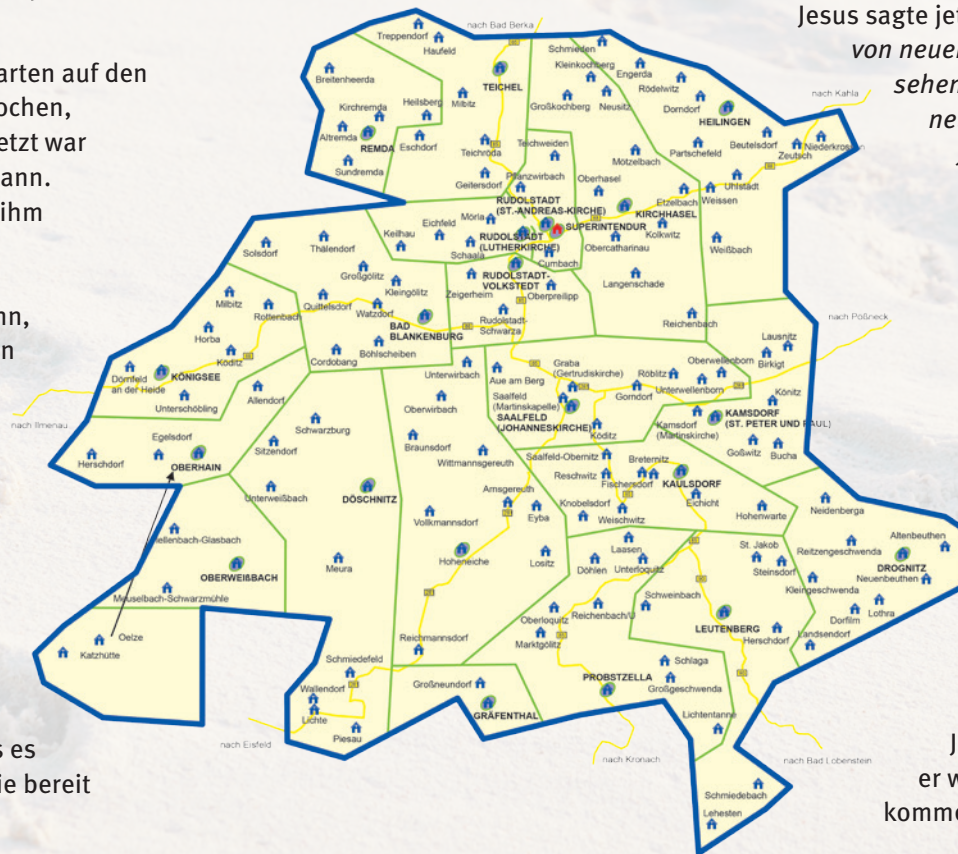 arten auf den
ochen,
etzt war
ann.
ihm
nn,
n
s es
ie bereit
Jesus sagte jet
von neuer
sehen
ne
J
er w
komme
nach Bad Berka
Treppendorf
Haufeld
Schmieden
Kleinkochberg
Engerda
Rödelwitz
Breitenheerda
TEICHEL
Milbitz
Großkochberg
Neusitz
Dorndorf
HEILINGEN
nach Kahla
Kirchremda
Heilsberg
Altremda
REMDA
Eschdorf
Sundremda
Teichröda
Teichweiden
Mötzelbach
Partschefeld
Beutelsdorf
Zeutsch
Niederkrossen
Geitersdorf
Pflanzwirbach
Oberhasel
Etzelbach
Uhlstädt
Weissen
RUDOLSTADT
(ST.-ANDREAS-KIRCHE)
KIRCHHASEL
Mörla
Eichfeld
Keilhau
RUDOLSTADT
(LUTHERKIRCHE)
SUPERINTENDUR
Kolkwitz
Schaala
Obercatharinau
Weißbach
Solsdorf
Thälendorf
Cumbach
Großgölitz
Kleingölitz
Zeigerheim
RUDOLSTADT-
VOLKSTEDT
Oberpreilipp
Langenschade
Milbitz
Rottenbach
Quittelsdorf
Watzdorf
BAD
BLANKENBURG
Rudolstadt-
Schwarza
Reichenbach
nach Pößneck
Horba
Köditz
Cordobang
Böhlscheiben
Lausnitz
Birkigt
Dörnfeld
an der Heide
KÖNIGSEE
Unterwirbach
Aue am Berg
Graba
(Gertrudiskirche)
Röblitz
Oberwellenborn
Unterwellenborn
Könitz
Unterschöbling
Allendorf
Oberwirbach
Saalfeld
(Martinskapelle)
Gorndorf
nach Ilmenau
Schwarzburg
SAALFELD
(JOHANNESKIRCHE)
Kamsdorf
(Martinskirche)
KAMSDORF
(ST. PETER UND PAUL)
Egelsdorf
Sitzendorf
Braunsdorf
Köditz
Goßwitz
Bucha
Herschdorf
OBERHAIN
Wittmannsgereuth
Saalfeld-Obernitz
Breternitz
Unterweißbach
DÖSCHNITZ
Arnsgereuth
Reschwitz
Fischersdorf
KAULSDORF
Knobelsdorf
Eichicht
Hohenwarte
Neidenberga
Vollkmannsdorf
Eyba
Weischwitz
Altenbeuthen
ellenbach-Glasbach
OBERWEIßBACH
Meura
Hoheneiche
Lositz
Laasen
Döhlen
Unterloquitz
St. Jakob
Steinsdorf
Reitzengeschwenda
DROGNITZ
Neuenbeuthen
Kleingeschwenda
Meuselbach-Schwarzmühle
Schweinbach
Reichenbach/U
Oberloquitz
LEUTENBERG
Lothra
Dorfilm
Landsendorf
Oelze
Katzhütte
Reichmannsdorf
Marktgölitz
Herschdorf
Schmiedefeld
Schlaga
Großneundorf
PROBSTZELLA
Großgeschwenda
Wallendorf
Lichte
GRÄFENTHAL
Lichtentanne
Piesau
nach Eisfeld
nach Kronach
nach Bad Lobenstein
Schmiedebach
Lehesten